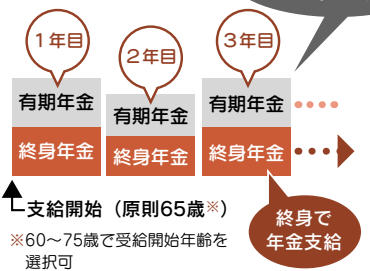 1年目
2年目
3年目
有期年金
有期年金
有期年金
終身年金
終身年金
終身年金
支給開始（原則65歳※）
※60～75歳で受給開始年齢を
選択可
終身で
年金支給